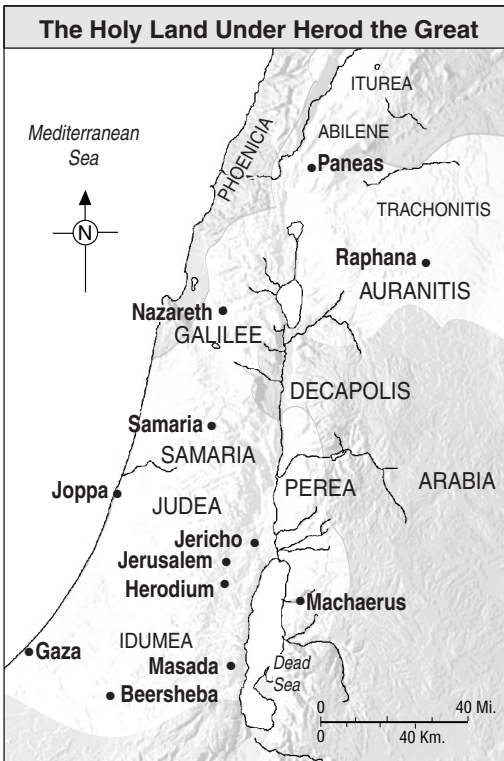 The Holy Land Under Herod the Great
ITUREA
Mediterranean
Sea
ABILENE
PHOENICIA
Paneas
TRACHONITIS
N
Raphana
AURANITIS
Nazareth
GALILEE
DECAPOLIS
Samaria
SAMARIA
PEREA
ARABIA
Joppa
JUDEA
Jericho
Jerusalem
Herodium
Machaerus
IDUMEA
Gaza
Masada
Dead
Sea
Beersheba
0 40 Mi.
0 40 Km.